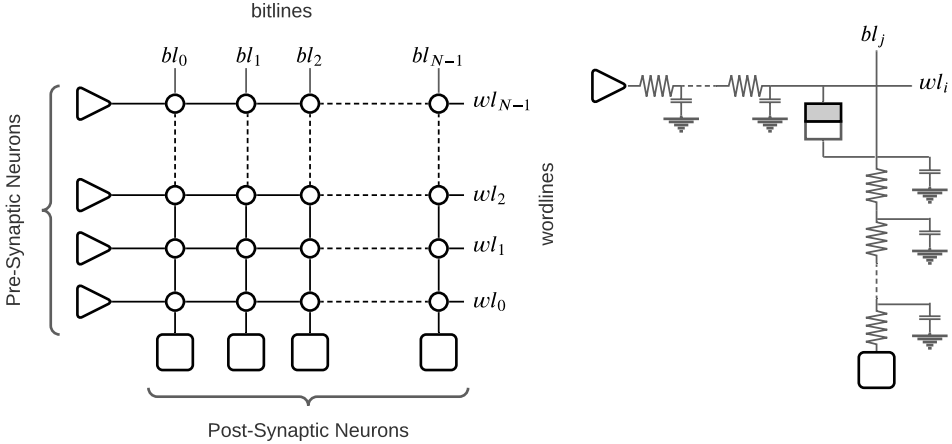 bitlines
bl0 bl1 bl2 blN−1
wlN−1
wl2
wl1
wl0
Pre-Synaptic Neurons
Post-Synaptic Neurons
wordlines
blj
wli